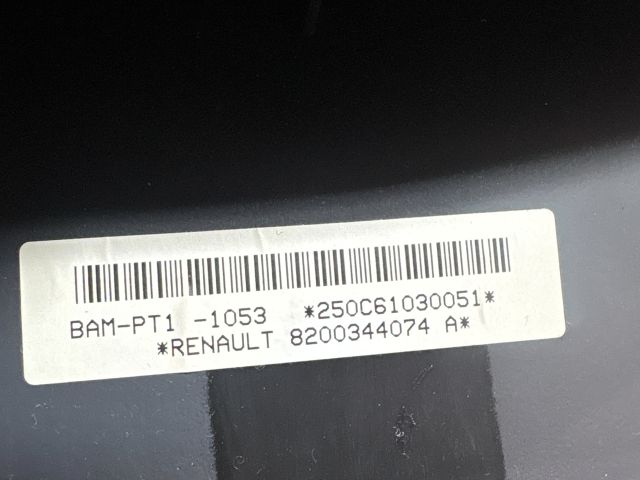 BAM-PT1 -1053 *250C61030051*
*RENAULT 8200344074 A*